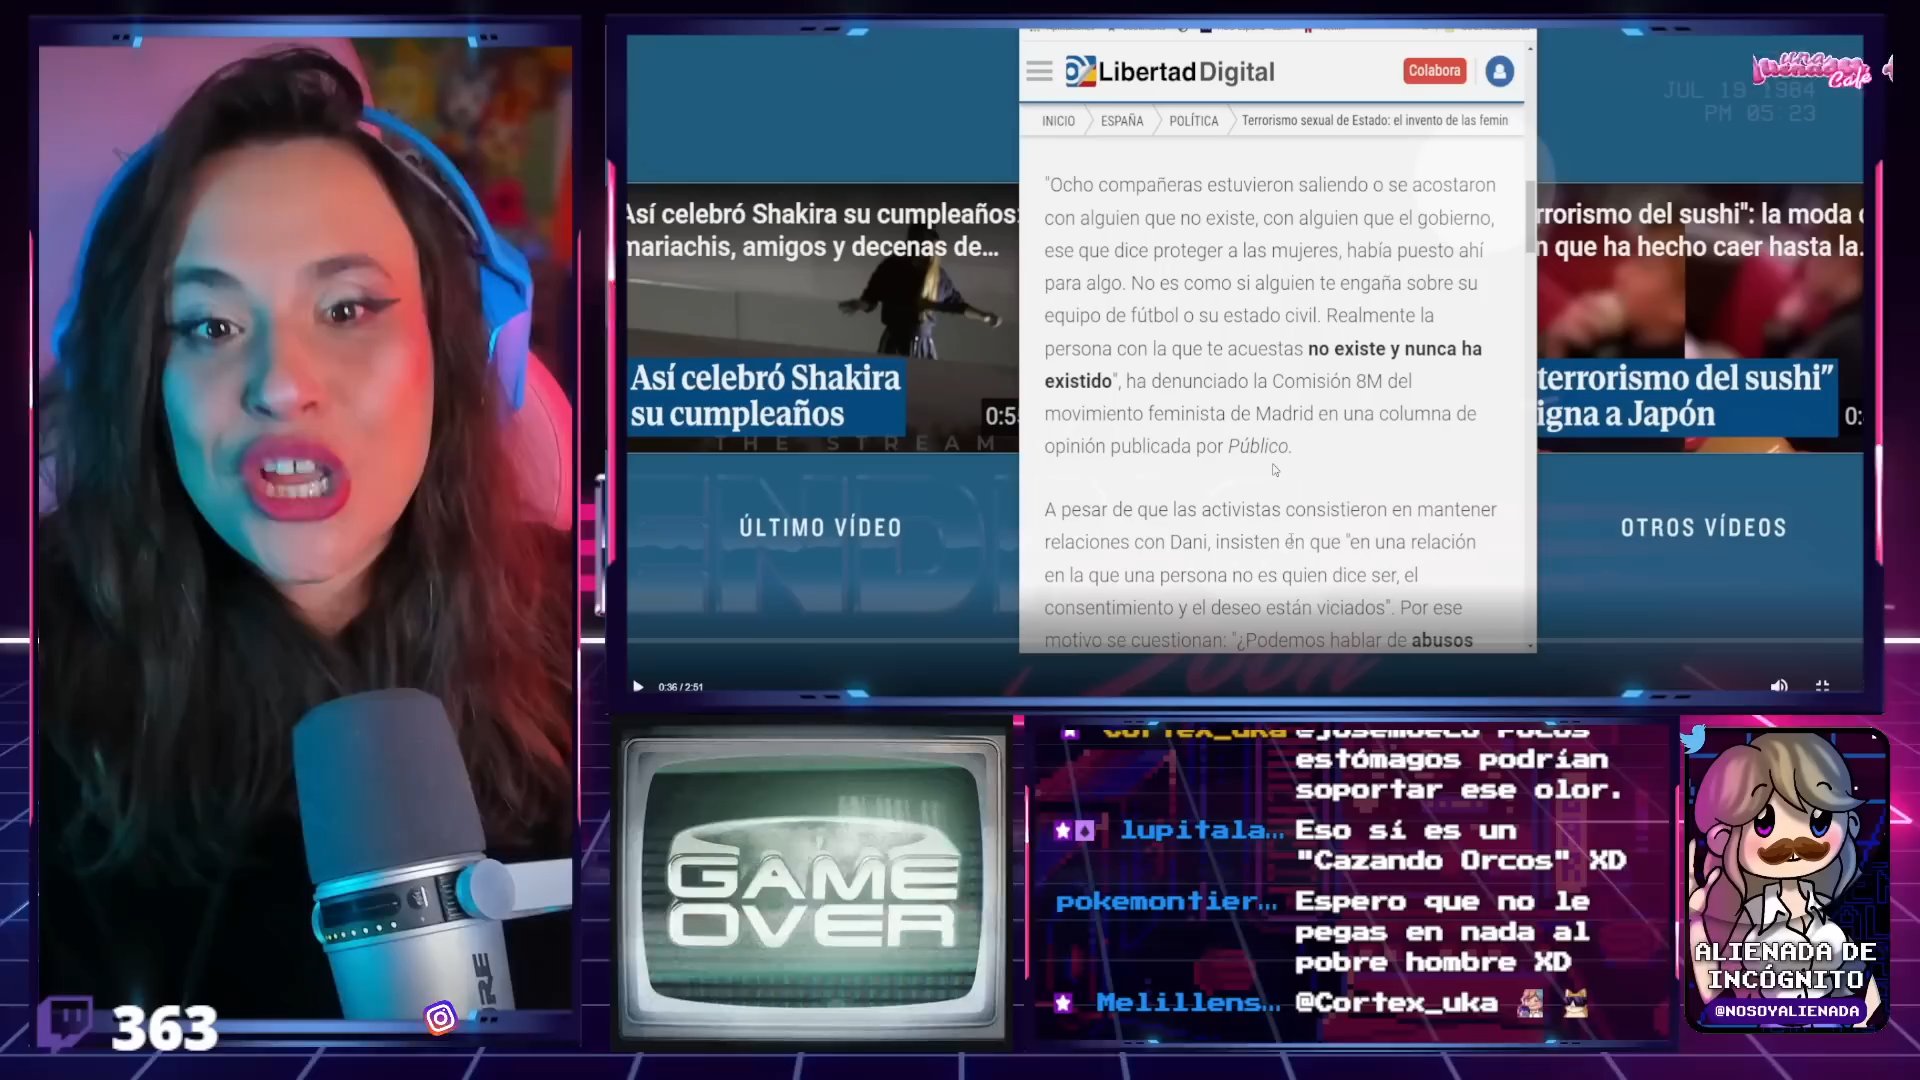 LibertadDigital
Colabora
INICIO
ESPAÑA
POLÍTICA
Terrorismo sexual de Estado: el invento de las femin
"Ocho compañeras estuvieron saliendo o se acostaron
con alguien que no existe, con alguien que el gobierno,
ese que dice proteger a las mujeres, había puesto ahí
para algo. No es como si alguien te engaña sobre su
equipo de fútbol o su estado civil. Realmente la
persona con la que te acuestas no existe y nunca ha
existido", ha denunciado la Comisión 8M del
movimiento feminista de Madrid en una columna de
opinión publicada por Público.
A pesar de que las activistas consistieron en mantener
relaciones con Dani, insisten en que "en una relación
en la que una persona no es quien dice ser, el
consentimiento y el deseo están viciados". Por ese
motivo se cuestionan: "¿Podemos hablar de abusos
Así celebró Shakira su cumpleaños:
mariachis, amigos y decenas de...
Así celebró Shakira
su cumpleaños
THE STREAM
ÚLTIMO VÍDEO
rrorismo del sushi": la moda
n que ha hecho caer hasta la.
terrorismo del sushi”
igna a Japón
0:
OTROS VÍDEOS
una
Café
JUL 19 1984
PM 05:23
0:36 / 2:51
GAME
OVER
Cortex_uka
estómagos podrían
soportar ese olor.
lupitala... Eso sí es un
"Cazando Orcos" XD
pokemontier... Espero que no le
pegas en nada al
pobre hombre XD
Melillens... @Cortex_uka
ALIENADA DE
INCÓGNITO
@NOSOYALIENADA
363